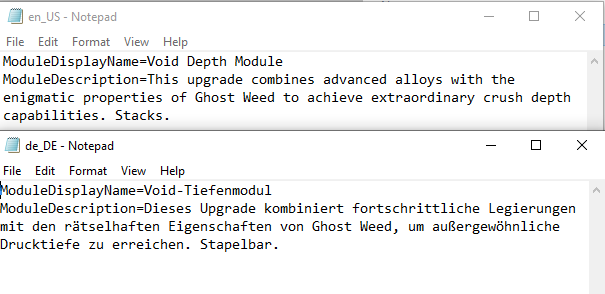 en_US - Notepad
File Edit Format View Help
ModuleDisplayName=Void Depth Module
ModuleDescription=This upgrade combines advanced alloys with the
enigmatic properties of Ghost Weed to achieve extraordinary crush depth
capabilities. Stacks.
de_DE - Notepad
File Edit Format View Help
ModuleDisplayName=Void-Tiefenmodul
ModuleDescription=Dieses Upgrade kombiniert fortschrittliche Legierungen
mit den rätselhaften Eigenschaften von Ghost Weed, um außergewöhnliche
Drucktiefe zu erreichen. Stapelbar.